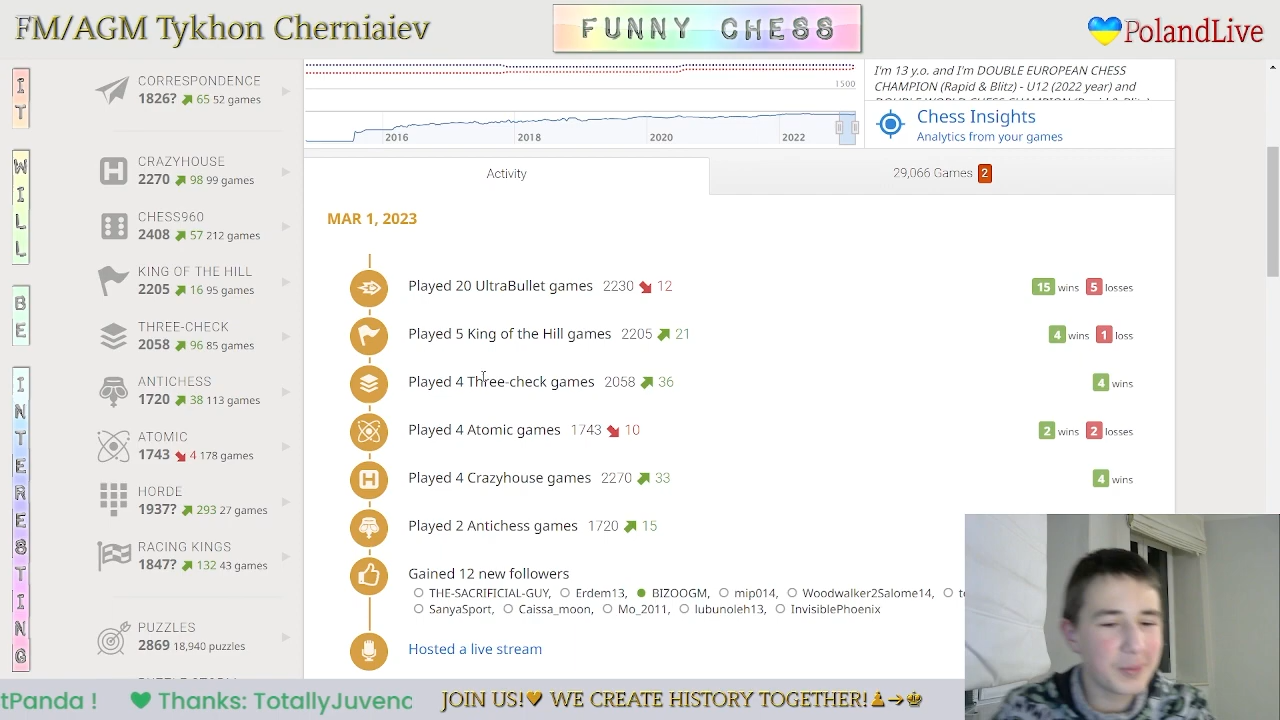 FM/AGM Tykhon Cherniaiev
FUNNY CHESS
PolandLive
IT
WILL
BE
INTERESTING
CORRESPONDENCE
1826? 65 52 games
CRAZYHOUSE
2270 98 99 games
CHESS960
2408 57 212 games
KING OF THE HILL
2205 16 95 games
THREE-CHECK
2058 96 85 games
ANTICHESS
1720 38 113 games
ATOMIC
1743 4 178 games
HORDE
1937? 293 27 games
RACING KINGS
1847? 132 43 games
PUZZLES
2869 18,940 puzzles
1500
2016 2018 2020 2022
I'm 13 y.o. and I'm DOUBLE EUROPEAN CHESS
CHAMPION (Rapid & Blitz) - U12 (2022 year) and
DOUBLE WORLD CHESS CHAMPION (Rapid & Blitz)
Chess Insights
Analytics from your games
Activity
29,066 Games 2
MAR 1, 2023
Played 20 UltraBullet games 2230 12
15 wins 5 losses
Played 5 King of the Hill games 2205 21
4 wins 1 loss
Played 4 Three-check games 2058 36
4 wins
Played 4 Atomic games 1743 10
2 wins 2 losses
Played 4 Crazyhouse games 2270 33
4 wins
Played 2 Antichess games 1720 15
Gained 12 new followers
THE-SACRIFICIAL-GUY, Erdem13, BIZOOGM, mip014, Woodwalker2Salome14,
SanyaSport, Caissa_moon, Mo_2011, lubunoleh13, InvisiblePhoenix
Hosted a live stream
tPanda ! Thanks: TotallyJuvenc
JOIN US! WE CREATE HISTORY TOGETHER!